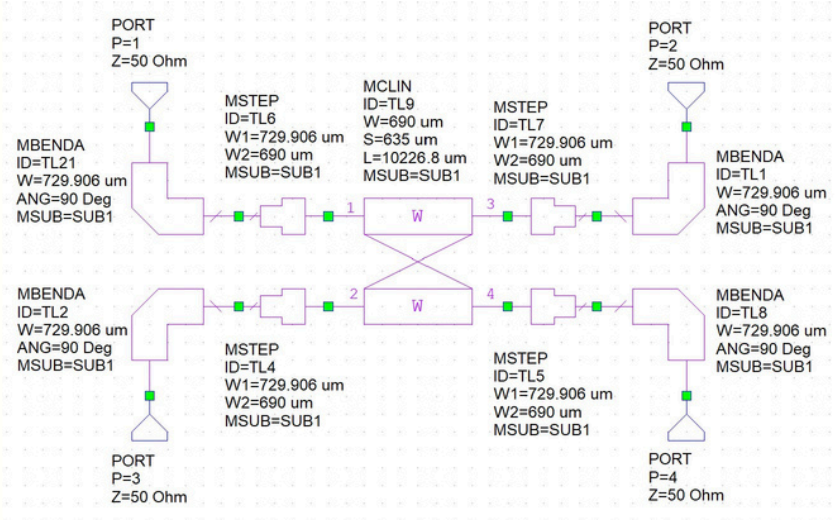 PORT
P=1
Z=50 Ohm
PORT
P=2
Z=50 Ohm
MBENDA
ID=TL21
W=729.906 um
ANG=90 Deg
MSUB=SUB1
MSTEP
ID=TL6
W1=729.906 um
W2=690 um
MSUB=SUB1
MCLIN
ID=TL9
W=690 um
S=635 um
L=10226.8 um
MSUB=SUB1
MSTEP
ID=TL7
W1=729.906 um
W2=690 um
MSUB=SUB1
MBENDA
ID=TL1
W=729.906 um
ANG=90 Deg
MSUB=SUB1
1
W
3
2
W
4
MBENDA
ID=TL2
W=729.906 um
ANG=90 Deg
MSUB=SUB1
MSTEP
ID=TL4
W1=729.906 um
W2=690 um
MSUB=SUB1
MSTEP
ID=TL5
W1=729.906 um
W2=690 um
MSUB=SUB1
MBENDA
ID=TL8
W=729.906 um
ANG=90 Deg
MSUB=SUB1
PORT
P=3
Z=50 Ohm
PORT
P=4
Z=50 Ohm